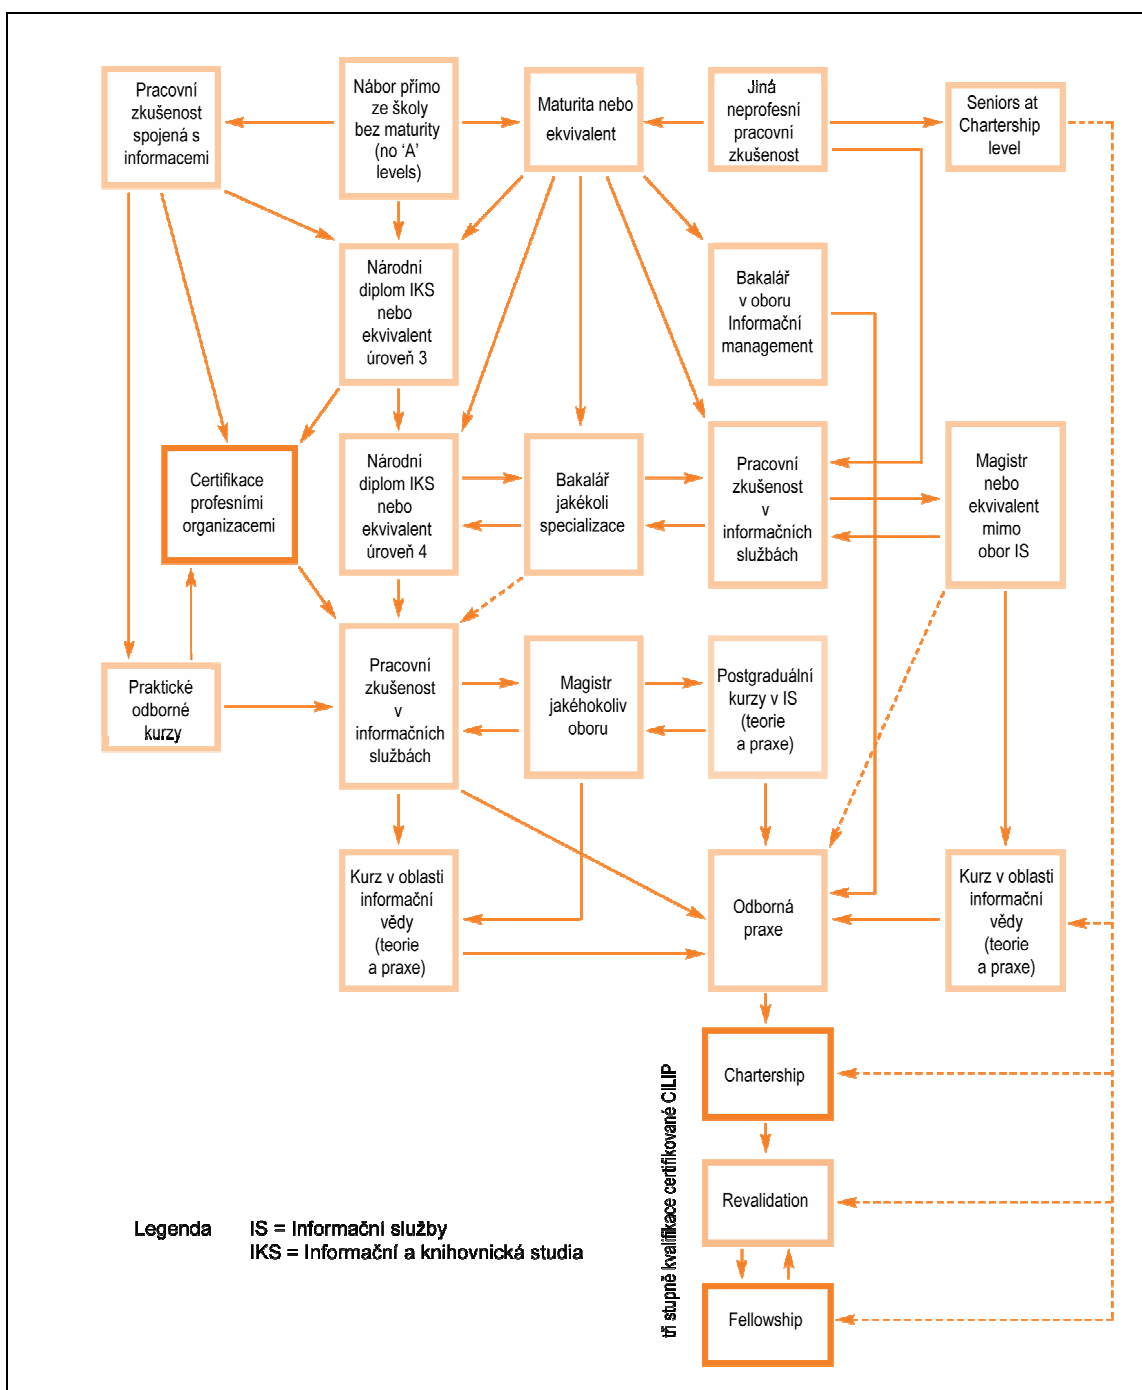 Pracovní
zkušenost
spojená s
informacemi
Nábor přímo
ze školy
bez maturity
(no ‘A’
levels)
Maturita nebo
ekvivalent
Jiná
neprofesní
pracovní
zkušenost
Seniors at
Chartership
level
Národní
diplom IKS
nebo
ekvivalent
úroveň 3
Bakalář
v oboru
Informační
management
Certifikace
profesními
organizacemi
Národní
diplom IKS
nebo
ekvivalent
úroveň 4
Bakalář
jakékoli
specializace
Pracovní
zkušenost
v
informačních
službách
Magistr
nebo
ekvivalent
mimo
obor IS
Praktické
odborné
kurzy
Pracovní
zkušenost
v
informačních
službách
Magistr
jakéhokoliv
oboru
Postgraduální
kurzy v IS
(teorie
a praxe)
Kurz v oblasti
informační
vědy
(teorie
a praxe)
Odborná
praxe
Kurz v oblasti
informační
vědy
(teorie
a praxe)
Chartership
Revalidation
Fellowship
tři stupně kvalifikace certifikované CILIP
Legenda IS = Informační služby
IKS = Informační a knihovnická studia